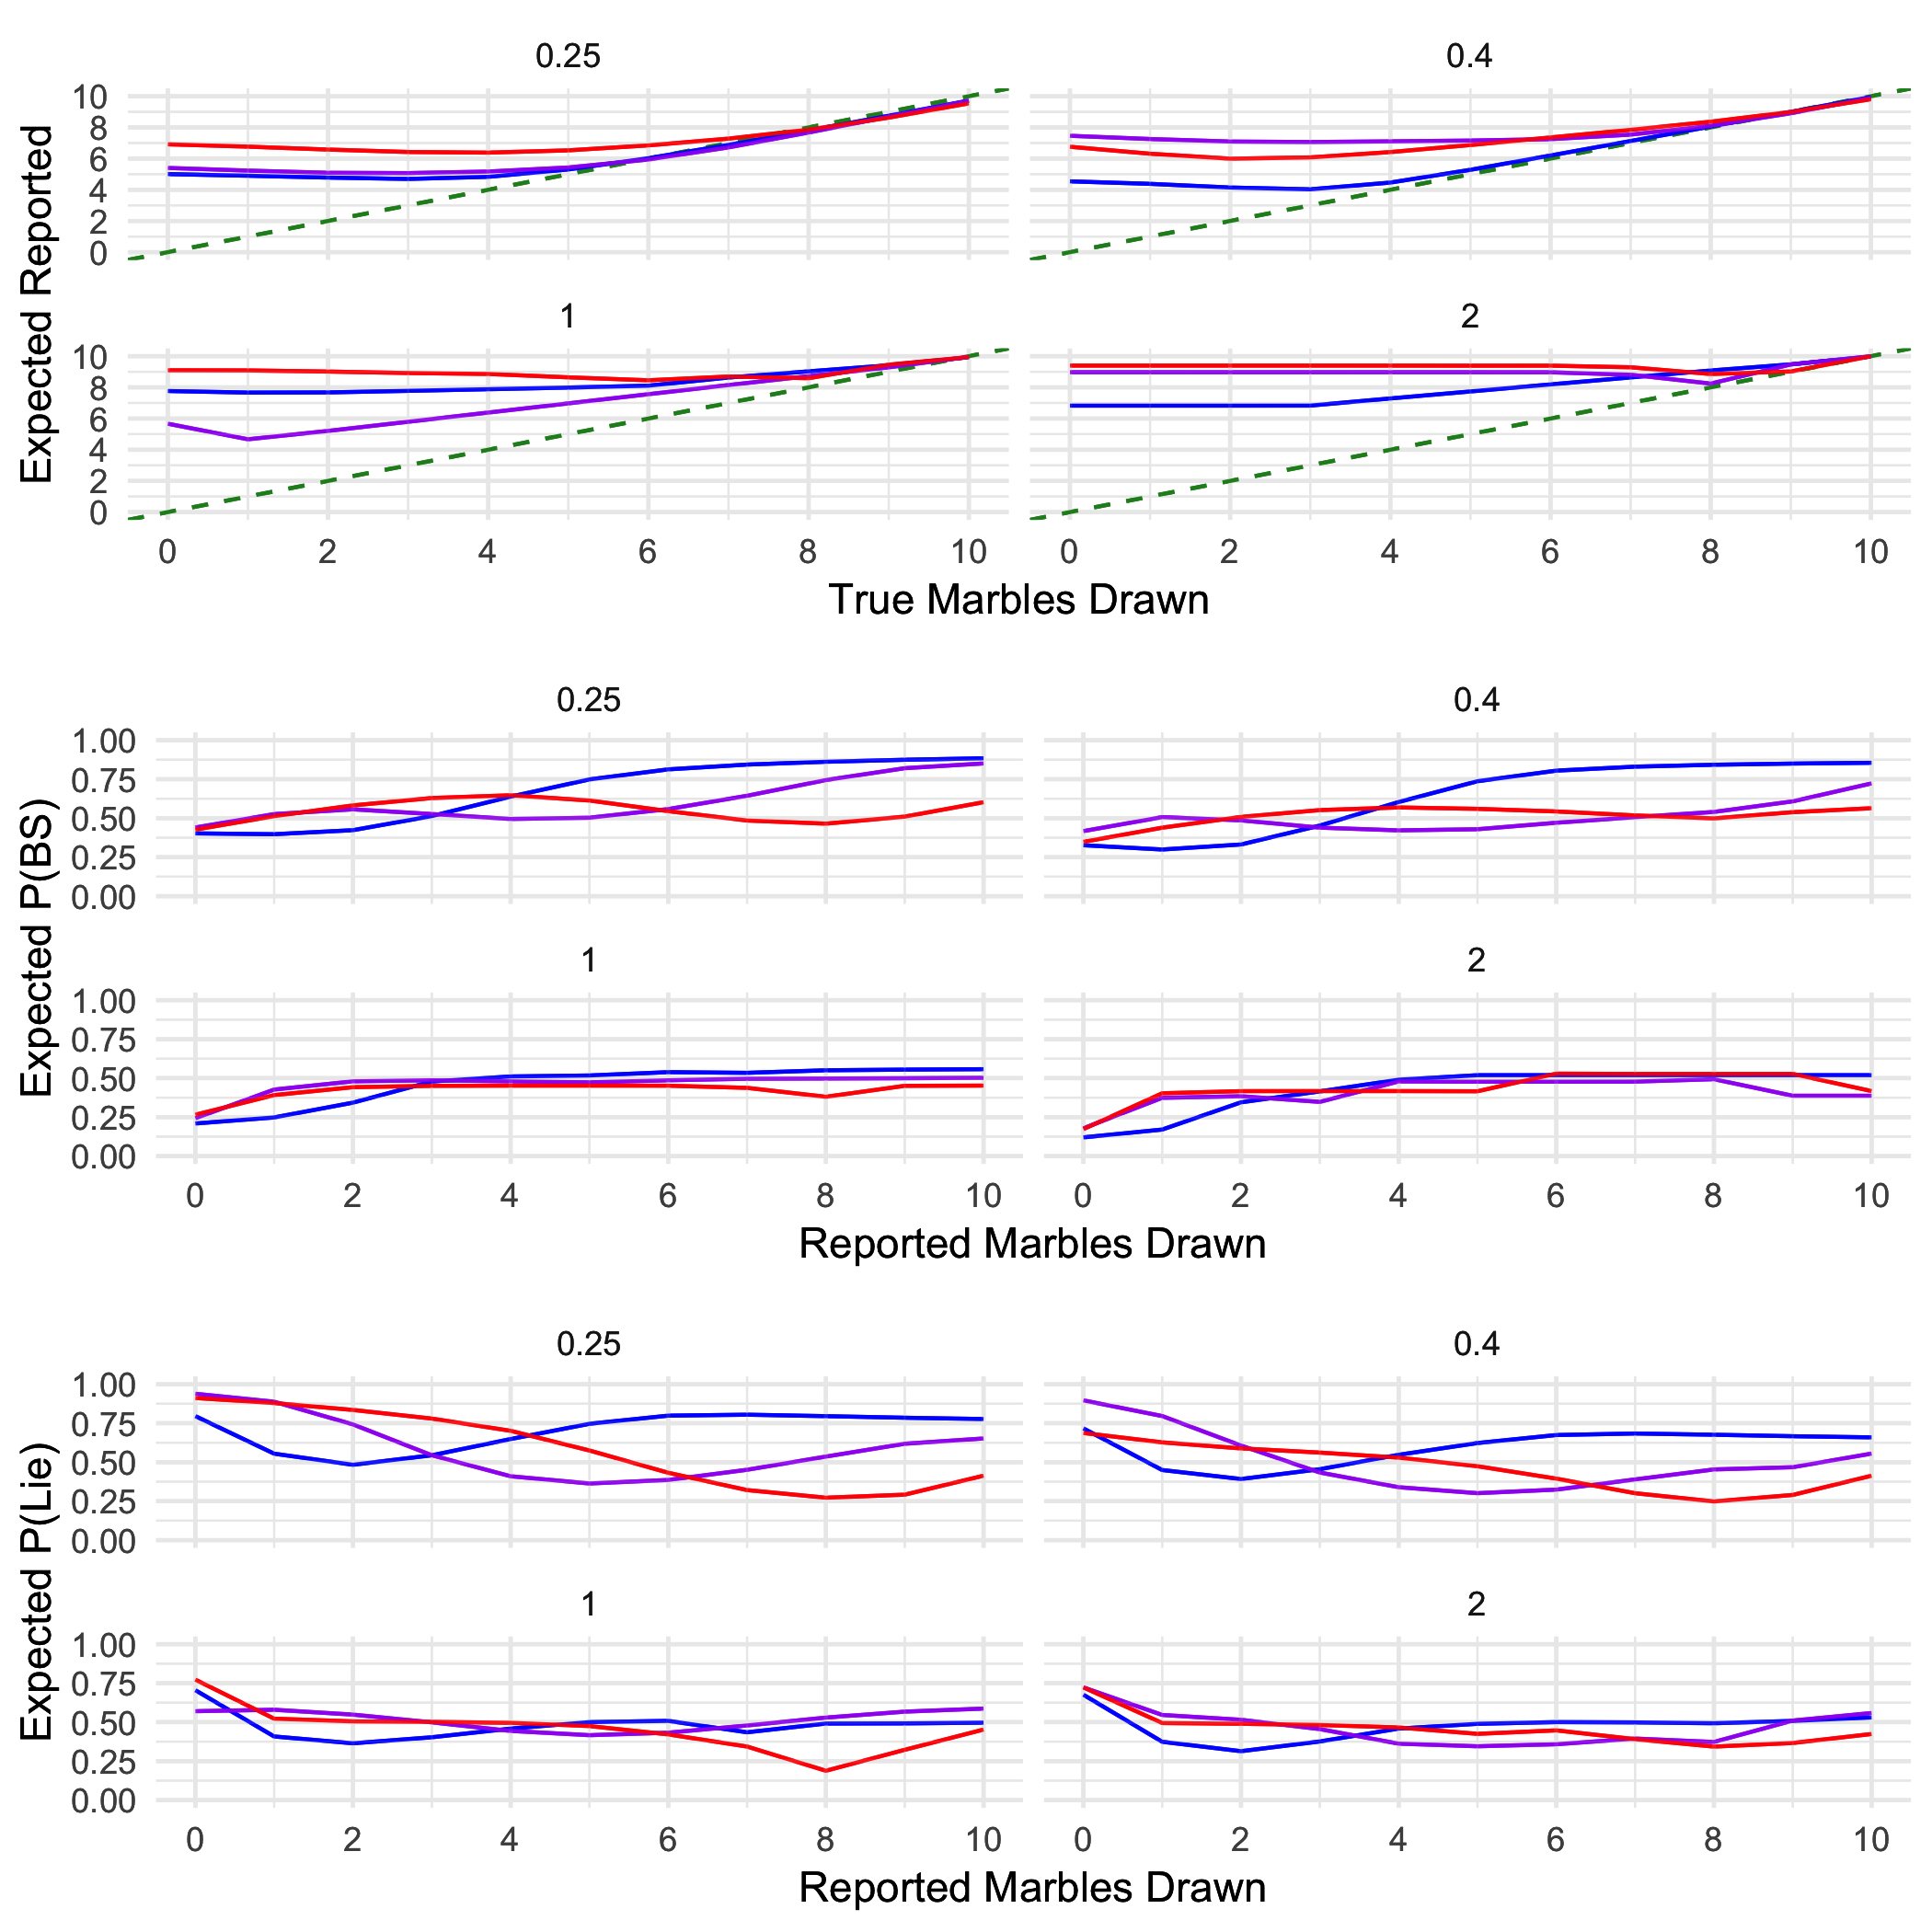 0.25 0.4
10 8 6 4 2 0
1 2
10 8 6 4 2 0
Expected Reported
0 2 4 6 8 10 0 2 4 6 8 10
True Marbles Drawn
0.25 0.4
1.00 0.75 0.50 0.25 0.00
1 2
1.00 0.75 0.50 0.25 0.00
Expected P(BS)
0 2 4 6 8 10 0 2 4 6 8 10
Reported Marbles Drawn
0.25 0.4
1.00 0.75 0.50 0.25 0.00
1 2
1.00 0.75 0.50 0.25 0.00
Expected P(Lie)
0 2 4 6 8 10 0 2 4 6 8 10
Reported Marbles Drawn